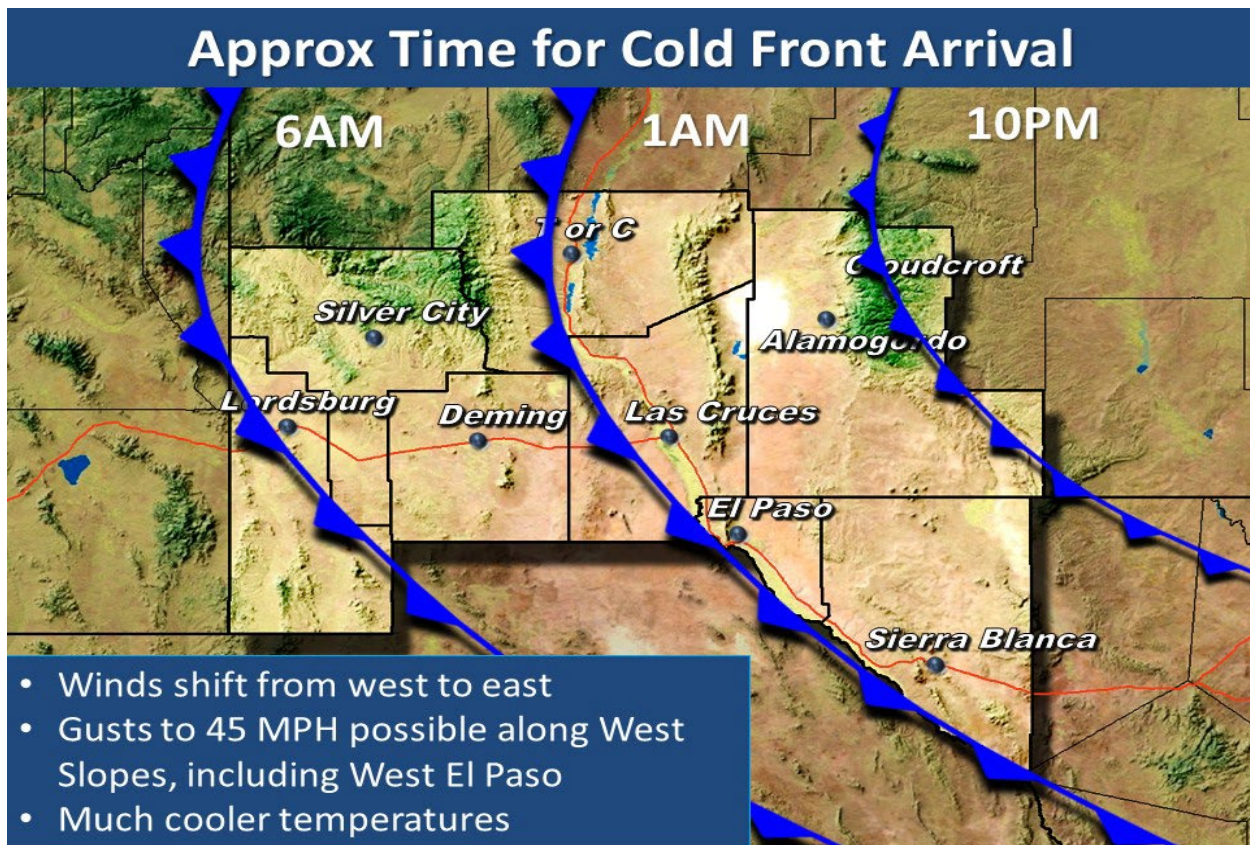 Approx Time for Cold Front Arrival
6AM
1AM
10PM
T or C
Cloudcroft
Silver City
Alamogordo
Lordsburg
Deming
Las Cruces
El Paso
Sierra Blanca
• Winds shift from west to east
• Gusts to 45 MPH possible along West
Slopes, including West El Paso
• Much cooler temperatures